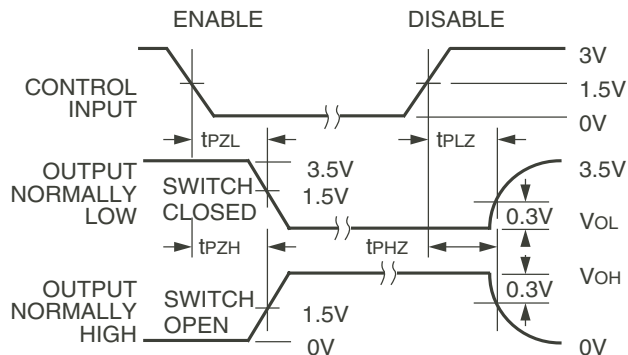 ENABLE DISABLE
CONTROL
INPUT
3V
1.5V
0V
tPZL tPLZ
OUTPUT
NORMALLY
LOW
SWITCH
CLOSED
3.5V
1.5V
3.5V
0.3V
VOL
tPZH tPHZ
OUTPUT
NORMALLY
HIGH
SWITCH
OPEN
1.5V
0V
VOH
0.3V
0V